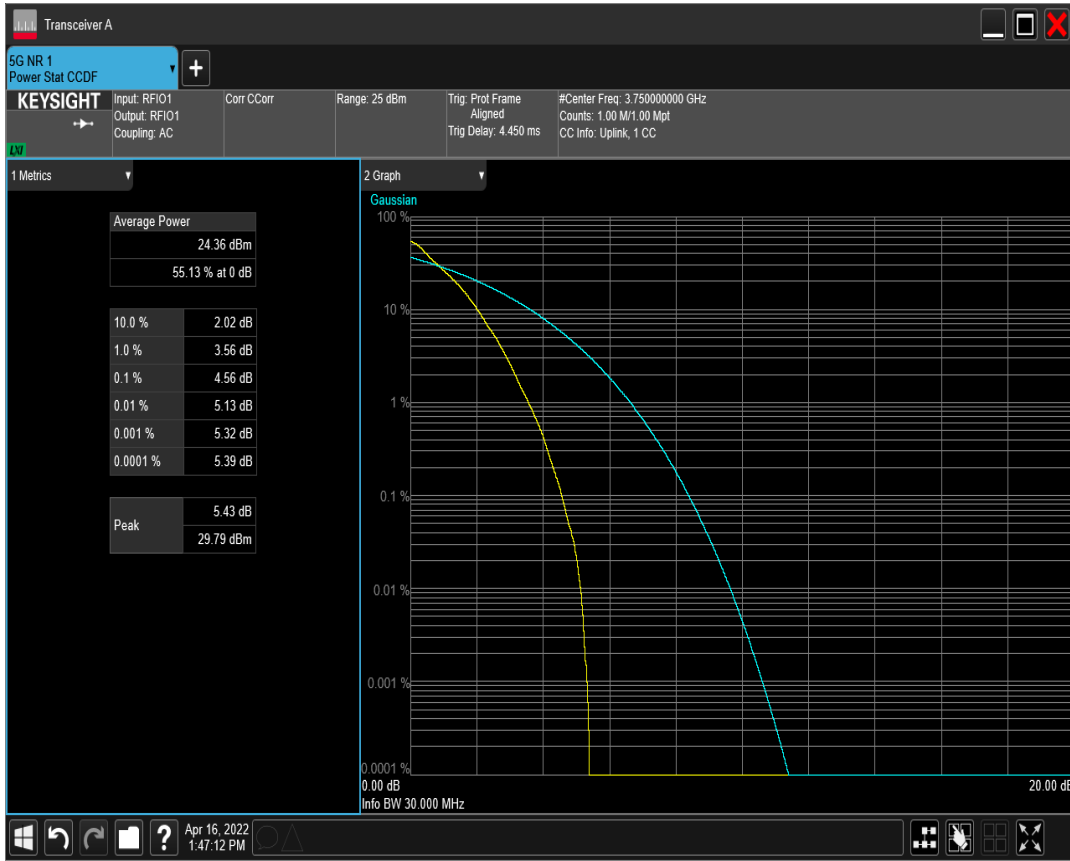 Transceiver A
5G NR 1
Power Stat CCDF
KEYSIGHT
LXI
Input: RFIO1
Output: RFIO1
Coupling: AC
Corr CCorr
Range: 25 dBm
Trig: Prot Frame
Aligned
Trig Delay: 4.450 ms
#Center Freq: 3.750000000 GHz
Counts: 1.00 M/1.00 Mpt
CC Info: Uplink, 1 CC
1 Metrics
Average Power
24.36 dBm
55.13 % at 0 dB
10.0 % 2.02 dB
1.0 % 3.56 dB
0.1 % 4.56 dB
0.01 % 5.13 dB
0.001 % 5.32 dB
0.0001 % 5.39 dB
Peak 5.43 dB
29.79 dBm
2 Graph
Gaussian
100 %
10 %
1 %
0.1 %
0.01 %
0.001 %
0.0001 %
0.00 dB 20.00 dB
Info BW 30.000 MHz
Apr 16, 2022
1:47:12 PM